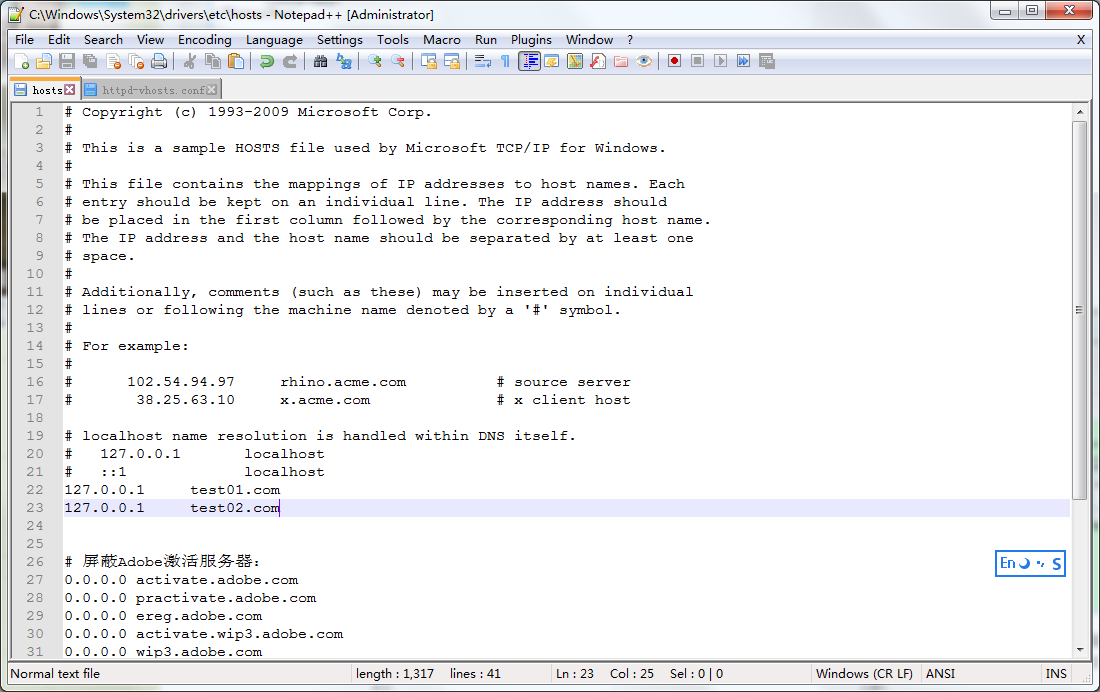 C:\Windows\System32\drivers\etc\hosts - Notepad++ [Administrator]
File Edit Search View Encoding Language Settings Tools Macro Run Plugins Window ? X
hosts httpd-vhosts.conf
1 # Copyright (c) 1993-2009 Microsoft Corp.
2 #
3 # This is a sample HOSTS file used by Microsoft TCP/IP for Windows.
4 #
5 # This file contains the mappings of IP addresses to host names. Each
6 # entry should be kept on an individual line. The IP address should
7 # be placed in the first column followed by the corresponding host name.
8 # The IP address and the host name should be separated by at least one
9 # space.
10 #
11 # Additionally, comments (such as these) may be inserted on individual
12 # lines or following the machine name denoted by a '#' symbol.
13 #
14 # For example:
15 #
16 # 102.54.94.97 rhino.acme.com # source server
17 # 38.25.63.10 x.acme.com # x client host
18
19 # localhost name resolution is handled within DNS itself.
20 # 127.0.0.1 localhost
21 # ::1 localhost
22 127.0.0.1 test01.com
23 127.0.0.1 test02.com
24
25
26 # 屏蔽Adobe激活服务器:
27 0.0.0.0 activate.adobe.com
28 0.0.0.0 practivate.adobe.com
29 0.0.0.0 ereg.adobe.com
30 0.0.0.0 activate.wip3.adobe.com
31 0.0.0.0 wip3.adobe.com
En S
Normal text file length : 1,317 lines : 41 Ln : 23 Col : 25 Sel : 0 | 0 Windows (CR LF) ANSI INS